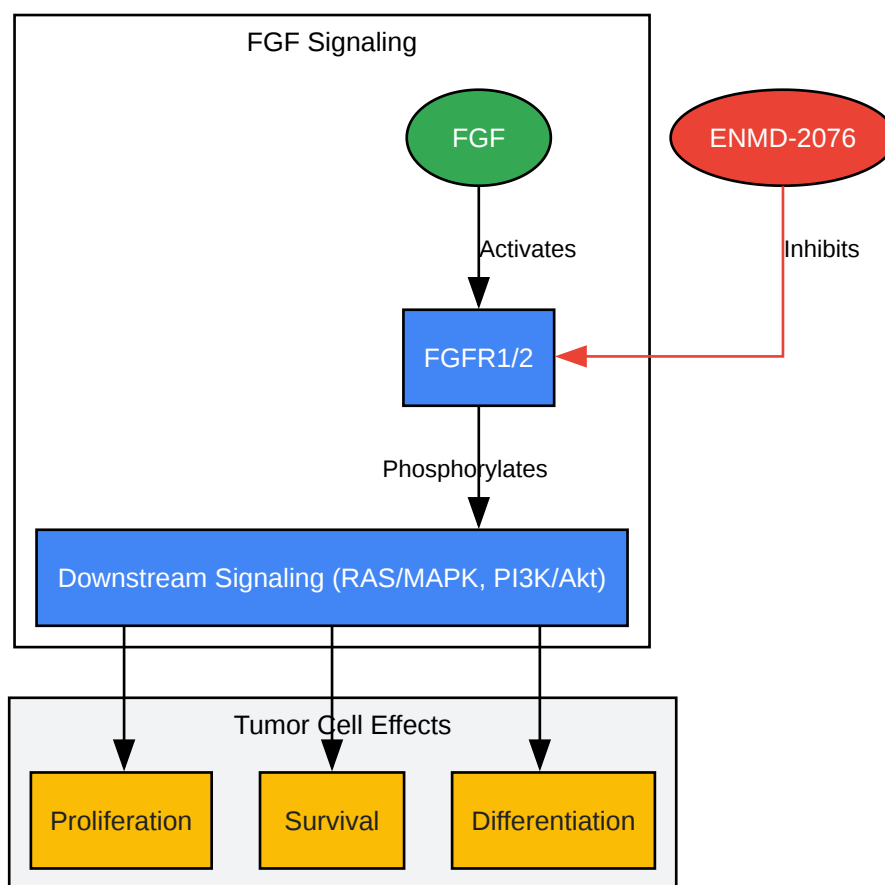 FGF Signaling
FGF
ENMD-2076
Activates
Inhibits
FGFR1/2
Phosphorylates
Downstream Signaling (RAS/MAPK, PI3K/Akt)
Tumor Cell Effects
Proliferation
Survival
Differentiation